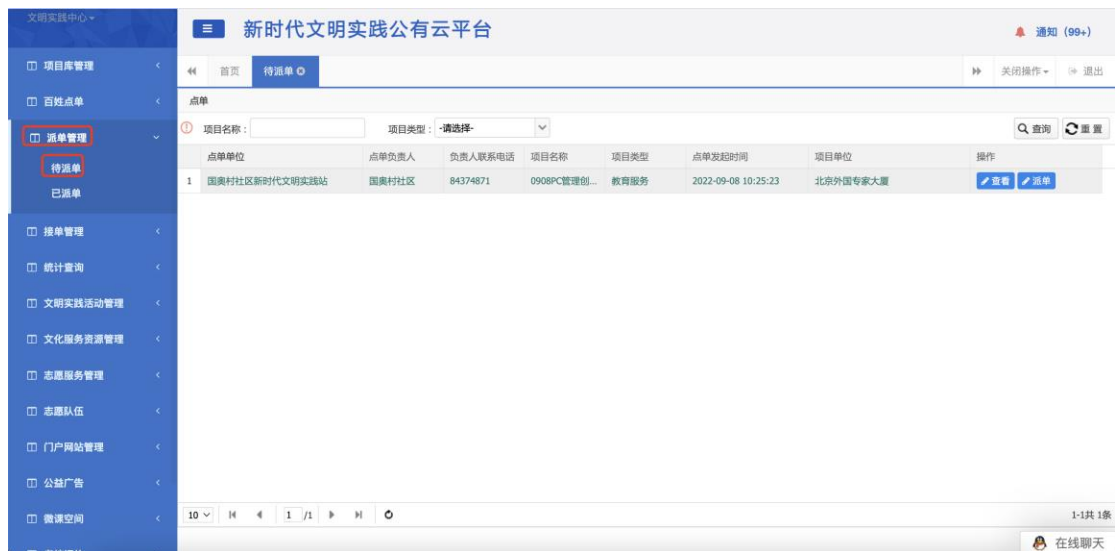 文明实践中心
新时代文明实践公有云平台
通知（99+）
项目库管理
首页
待派单
关闭操作
退出
百姓点单
点单
派单管理
项目名称：
项目类型：
-请选择-
查询
重置
待派单
已派单
点单单位 点单负责人 负责人联系电话 项目名称 项目类型 点单发起时间 项目单位 操作
1 国奥村社区新时代文明实践站 国奥村社区 84374871 0908PC管理创... 教育服务 2022-09-08 10:25:23 北京外国专家大厦 查看 派单
接单管理
统计查询
文明实践活动管理
文化服务资源管理
志愿服务管理
志愿队伍
门户网站管理
公益广告
微课空间
10 1 /1 1-1共 1条
在线聊天